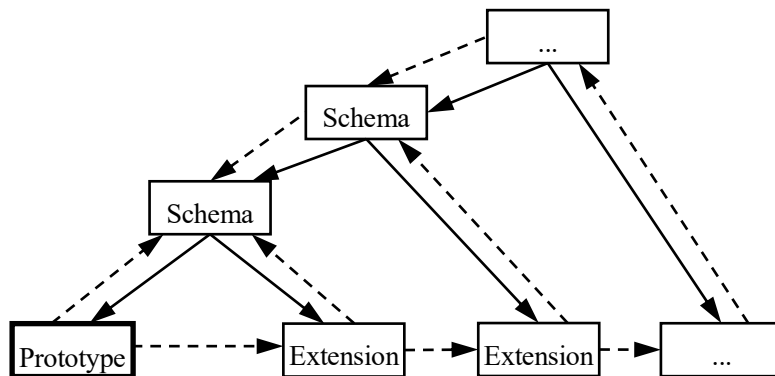 ...
Schema
Schema
Prototype
Extension
Extension
...